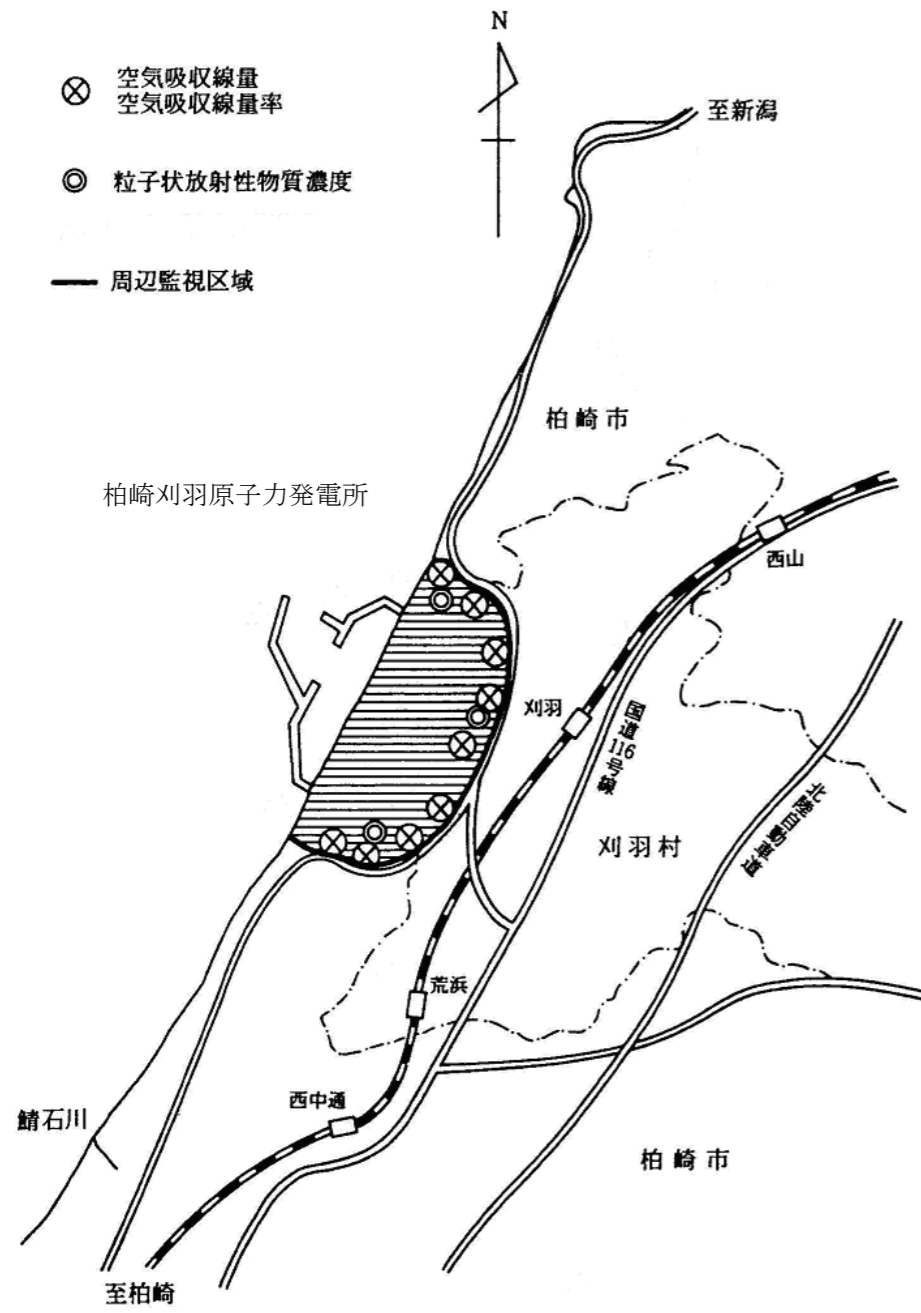 N
空気吸収線量
空気吸収線量率
粒子状放射性物質濃度
周辺監視区域
至新潟
柏崎市
柏崎刈羽原子力発電所
西山
刈羽
国道116号線
北陸自動車道
刈羽村
荒浜
西中通
鯖石川
柏崎市
至柏崎